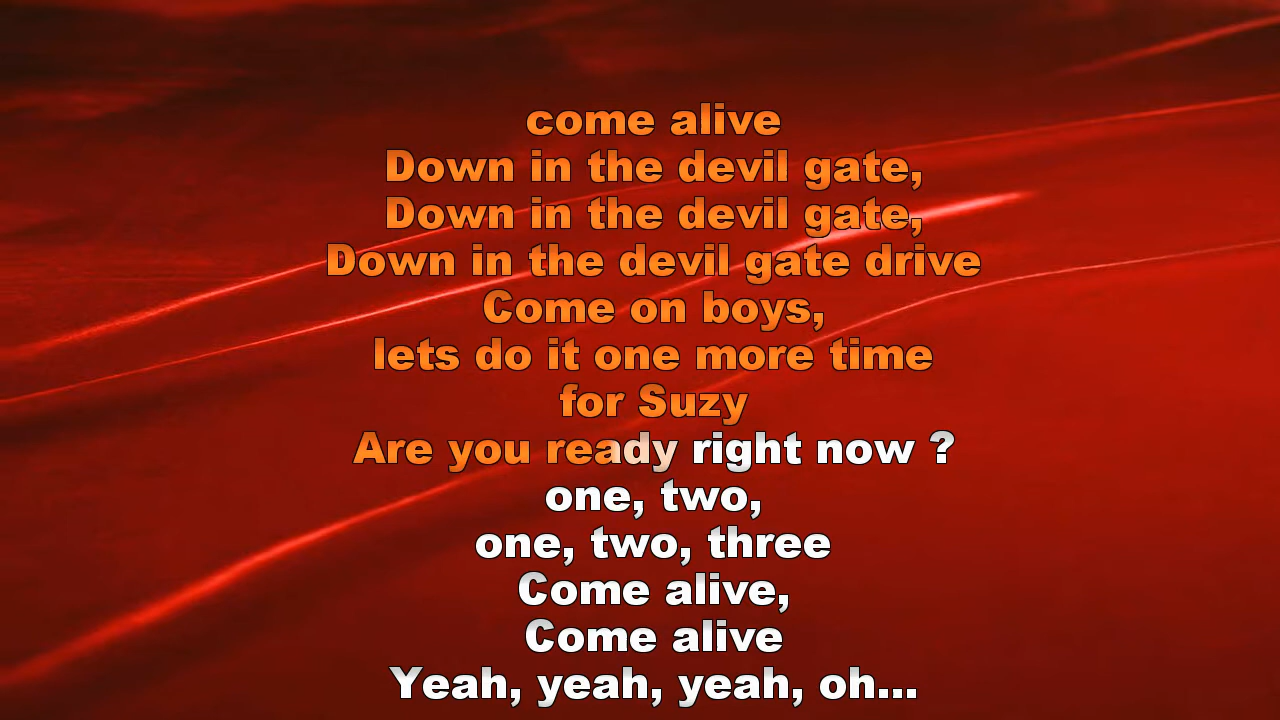 come alive
Down in the devil gate,
Down in the devil gate,
Down in the devil gate drive
Come on boys,
lets do it one more time
for Suzy
Are you ready right now ?
one, two,
one, two, three
Come alive,
Come alive
Yeah, yeah, yeah, oh...